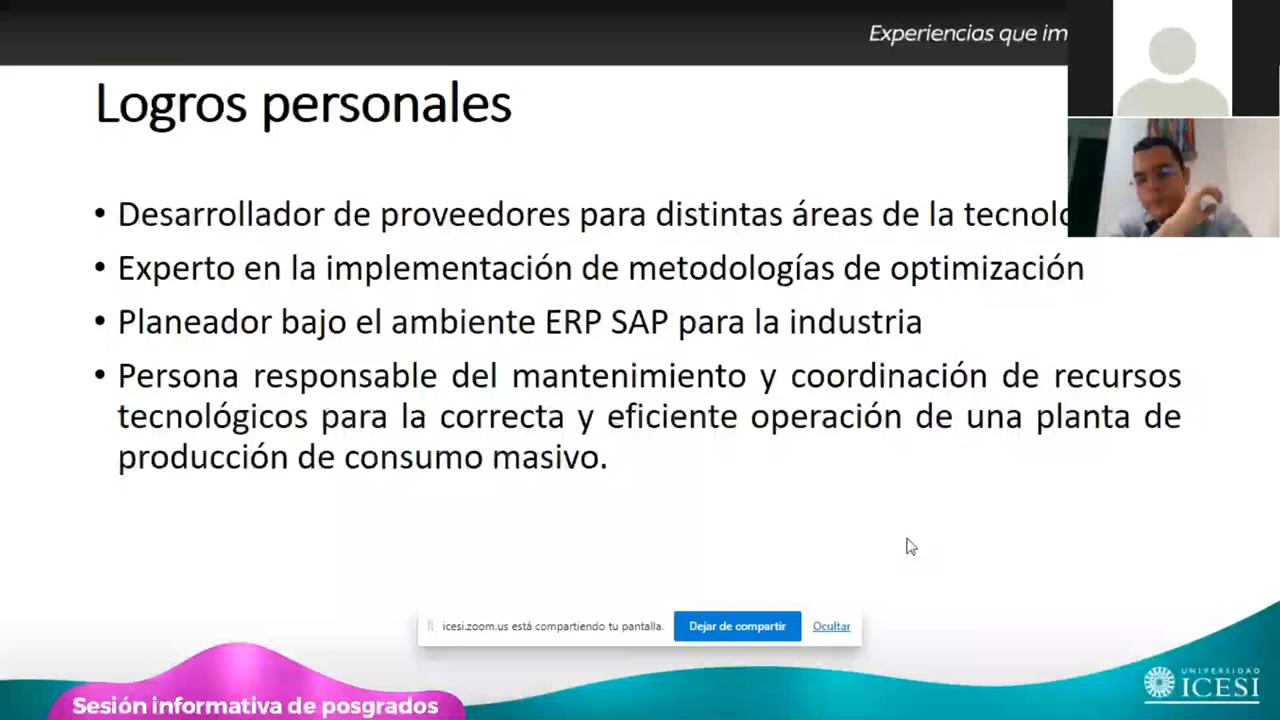 Experiencias que im
Logros personales
• Desarrollador de proveedores para distintas áreas de la tecnolo
• Experto en la implementación de metodologías de optimización
• Planeador bajo el ambiente ERP SAP para la industria
• Persona responsable del mantenimiento y coordinación de recursos
tecnológicos para la correcta y eficiente operación de una planta de
producción de consumo masivo.
icesi.zoom.us está compartiendo tu pantalla.
Dejar de compartir
Ocultar
Sesión informativa de posgrados
UNIVERSIDAD
ICESI